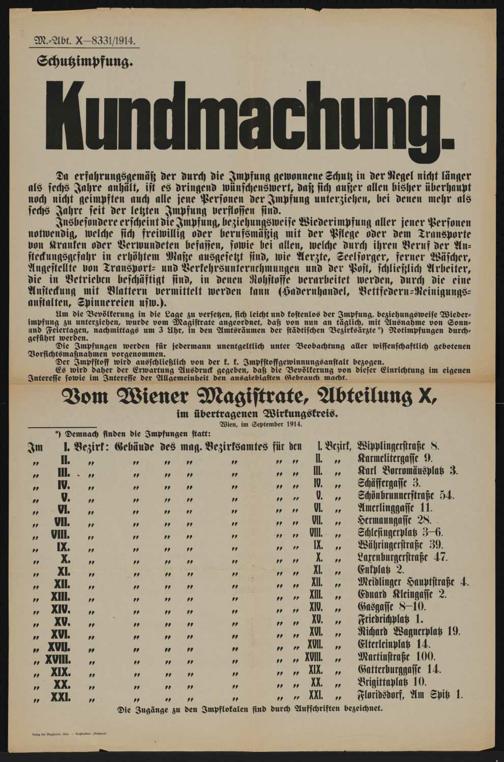 M.-Abt. X—8331/1914.
Schutzimpfung.
Kundmachung.
Da erfahrungsgemäß der durch die Impfung gewonnene Schutz in der Regel nicht länger
als sechs Jahre anhält, ist es dringend wünschenswert, daß sich außer allen bisher überhaupt
noch nicht geimpften auch alle jene Personen der Impfung unterziehen, bei denen mehr als
sechs Jahre seit der letzten Impfung verflossen sind.
Insbesondere erscheint die Impfung, beziehungsweise Wiederimpfung aller jener Personen
notwendig, welche sich freiwillig oder berufsmäßig mit der Pflege oder dem Transporte
von Kranken oder Verwundeten befassen, sowie bei allen, welche durch ihren Beruf der An-
steckungsgefahr in erhöhtem Maße ausgesetzt sind, wie Aerzte, Seelsorger, ferner Wäscher,
Angestellte von Transport- und Verkehrsunternehmungen und der Post, schließlich Arbeiter,
die in Betrieben beschäftigt sind, in denen Rohstoffe verarbeitet werden, durch die eine
Ansteckung mit Blattern vermittelt werden kann (Hadernhandel, Bettfedern-Reinigungs-
anstalten, Spinnereien usw.).
Um die Bevölkerung in die Lage zu versetzen, sich leicht und kostenlos der Impfung, beziehungsweise Wieder-
impfung zu unterziehen, wurde vom Magistrate angeordnet, daß von nun an täglich, mit Ausnahme von Sonn-
und Feiertagen, nachmittags um 3 Uhr, in den Amtsräumen der städtischen Bezirksärzte*) Notimpfungen durch-
geführt werden.
Die Impfungen werden für jedermann unentgeltlich unter Beobachtung aller wissenschaftlich gebotenen
Vorsichtsmaßnahmen vorgenommen.
Der Impfstoff wird ausschließlich von der k. k. Impfstoffgewinnungsanstalt bezogen.
Es wird daher der Erwartung Ausdruck gegeben, daß die Bevölkerung von dieser Einrichtung im eigenen
Interesse sowie im Interesse der Allgemeinheit den ausgiebigsten Gebrauch macht.
Vom Wiener Magistrate, Abteilung X,
im übertragenen Wirkungskreis.
Wien, im September 1914.
*) Demnach finden die Impfungen statt:
Im I. Bezirk: Gebäude des mag. Bezirksamtes für den I. Bezirk, Wipplingerstraße 8.
„ II. „ „ „ „ „ „ „ II. „ Karmelitergasse 9.
„ III. „ „ „ „ „ „ „ III. „ Karl Borromäusplatz 3.
„ IV. „ „ „ „ „ „ „ IV. „ Schäffergasse 3.
„ V. „ „ „ „ „ „ „ V. „ Schönbrunnerstraße 54.
„ VI. „ „ „ „ „ „ „ VI. „ Amerlinggasse 11.
„ VII. „ „ „ „ „ „ „ VII. „ Hermanngasse 28.
„ VIII. „ „ „ „ „ „ „ VIII. „ Schlesingerplatz 3–6.
„ IX. „ „ „ „ „ „ „ IX. „ Währingerstraße 39.
„ X. „ „ „ „ „ „ „ X. „ Laxenburgerstraße 47.
„ XI. „ „ „ „ „ „ „ XI. „ Enkplatz 2.
„ XII. „ „ „ „ „ „ „ XII. „ Meidlinger Hauptstraße 4.
„ XIII. „ „ „ „ „ „ „ XIII. „ Eduard Kleingasse 2.
„ XIV. „ „ „ „ „ „ „ XIV. „ Gasgasse 8–10.
„ XV. „ „ „ „ „ „ „ XV. „ Friedrichplatz 1.
„ XVI. „ „ „ „ „ „ „ XVI. „ Richard Wagnerplatz 19.
„ XVII. „ „ „ „ „ „ „ XVII. „ Elterleinplatz 14.
„ XVIII. „ „ „ „ „ „ „ XVIII. „ Martinstraße 100.
„ XIX. „ „ „ „ „ „ „ XIX. „ Gatterburggasse 14.
„ XX. „ „ „ „ „ „ „ XX. „ Brigittaplatz 10.
„ XXI. „ „ „ „ „ „ „ XXI. „ Floridsdorf, Am Spitz 1.
Die Zugänge zu den Impflokalen sind durch Aufschriften bezeichnet.